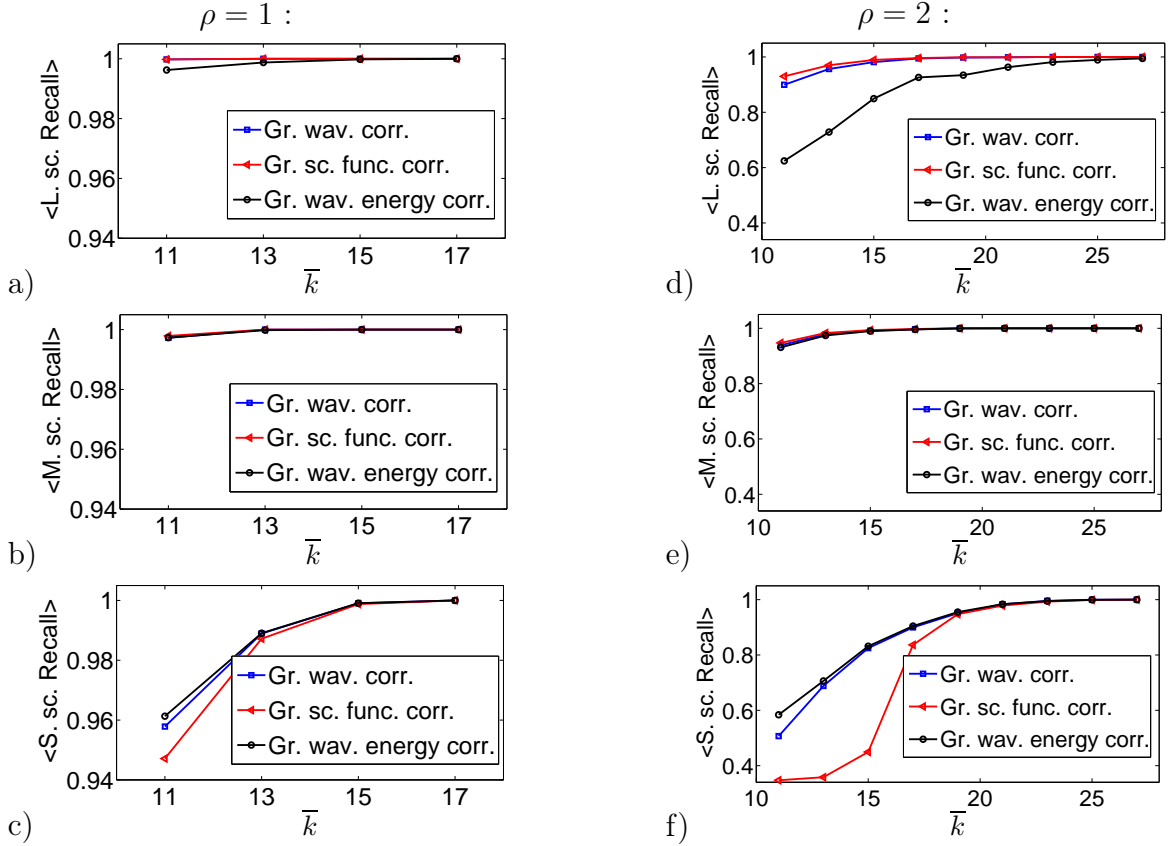 ρ = 1 :
<L. sc. Recall>
1
0.98
0.96
0.94
Gr. wav. corr.
Gr. sc. func. corr.
Gr. wav. energy corr.
11 13 15 17
k̅
a)
<M. sc. Recall>
1
0.98
0.96
0.94
Gr. wav. corr.
Gr. sc. func. corr.
Gr. wav. energy corr.
11 13 15 17
k̅
b)
<S. sc. Recall>
1
0.98
0.96
0.94
Gr. wav. corr.
Gr. sc. func. corr.
Gr. wav. energy corr.
11 13 15 17
k̅
c)
ρ = 2 :
<L. sc. Recall>
1
0.8
0.6
0.4
Gr. wav. corr.
Gr. sc. func. corr.
Gr. wav. energy corr.
10 15 20 25
k̅
d)
<M. sc. Recall>
1
0.8
0.6
0.4
Gr. wav. corr.
Gr. sc. func. corr.
Gr. wav. energy corr.
10 15 20 25
k̅
e)
<S. sc. Recall>
1
0.8
0.6
0.4
Gr. wav. corr.
Gr. sc. func. corr.
Gr. wav. energy corr.
10 15 20 25
k̅
f)